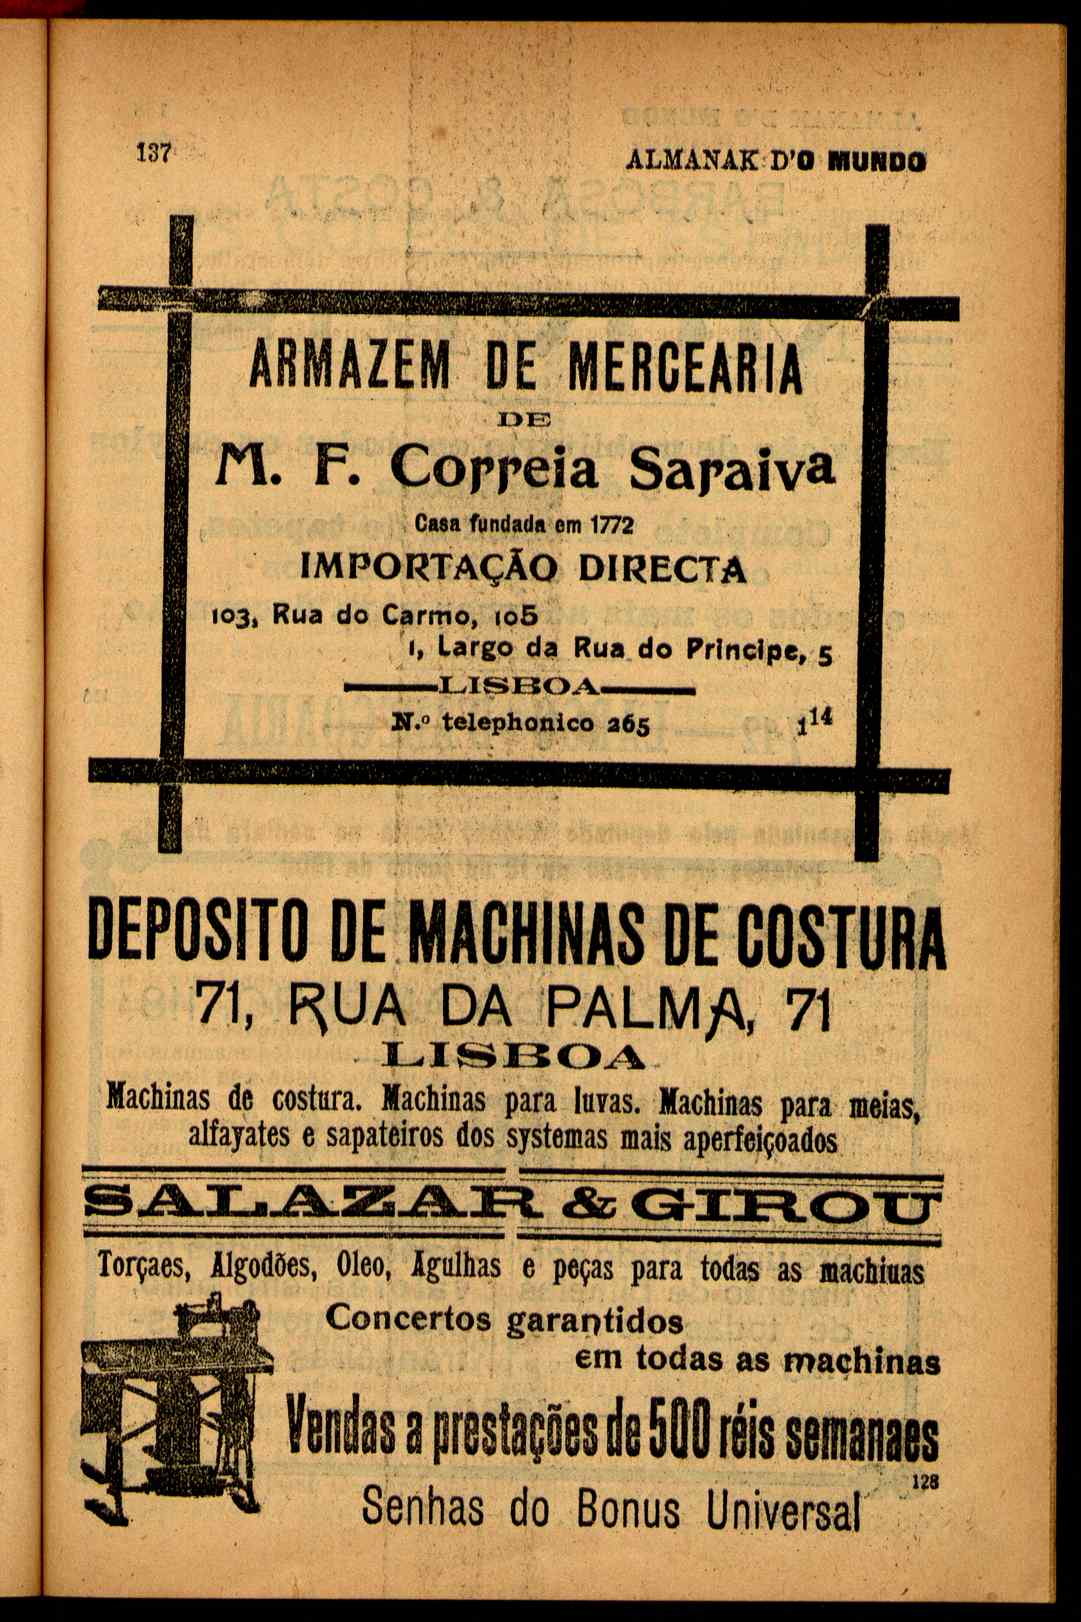 137
ALMANAK D'O MUNDO
ARMAZEM DE MERCEARIA
DE
M. F. Correia Saraiva
Casa fundada em 1772
IMPORTAÇÃO DIRECTA
103, Rua do Carmo, 105
1, Largo da Rua do Principe, 5
LISBOA
N.º telephonico 265
114
DEPOSITO DE MACHINAS DE COSTURA
71, RUA DA PALMA, 71
LISBOA
Machinas de costura. Machinas para luvas. Machinas para meias,
alfayates e sapateiros dos systemas mais aperfeiçoados
SALAZAR & GIROU
Torçaes, Algodões, Oleo, Agulhas e peças para todas as machinas
Concertos garantidos
em todas as machinas
Vendas a prestações de 500 réis semanaes
128
Senhas do Bonus Universal